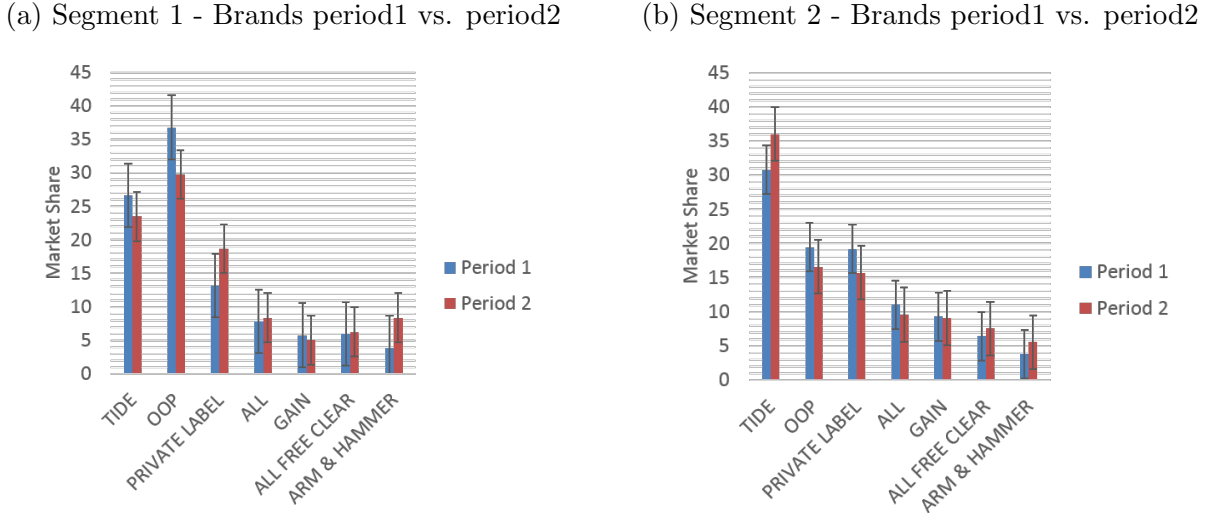 (a) Segment 1 - Brands period1 vs. period2
45
40
35
30
25
20
15
10
5
0
Market Share
TIDE
OOP
PRIVATE LABEL
ALL
GAIN
ALL FREE CLEAR
ARM & HAMMER
Period 1
Period 2
(b) Segment 2 - Brands period1 vs. period2
45
40
35
30
25
20
15
10
5
0
Market Share
TIDE
OOP
PRIVATE LABEL
ALL
GAIN
ALL FREE CLEAR
ARM & HAMMER
Period 1
Period 2